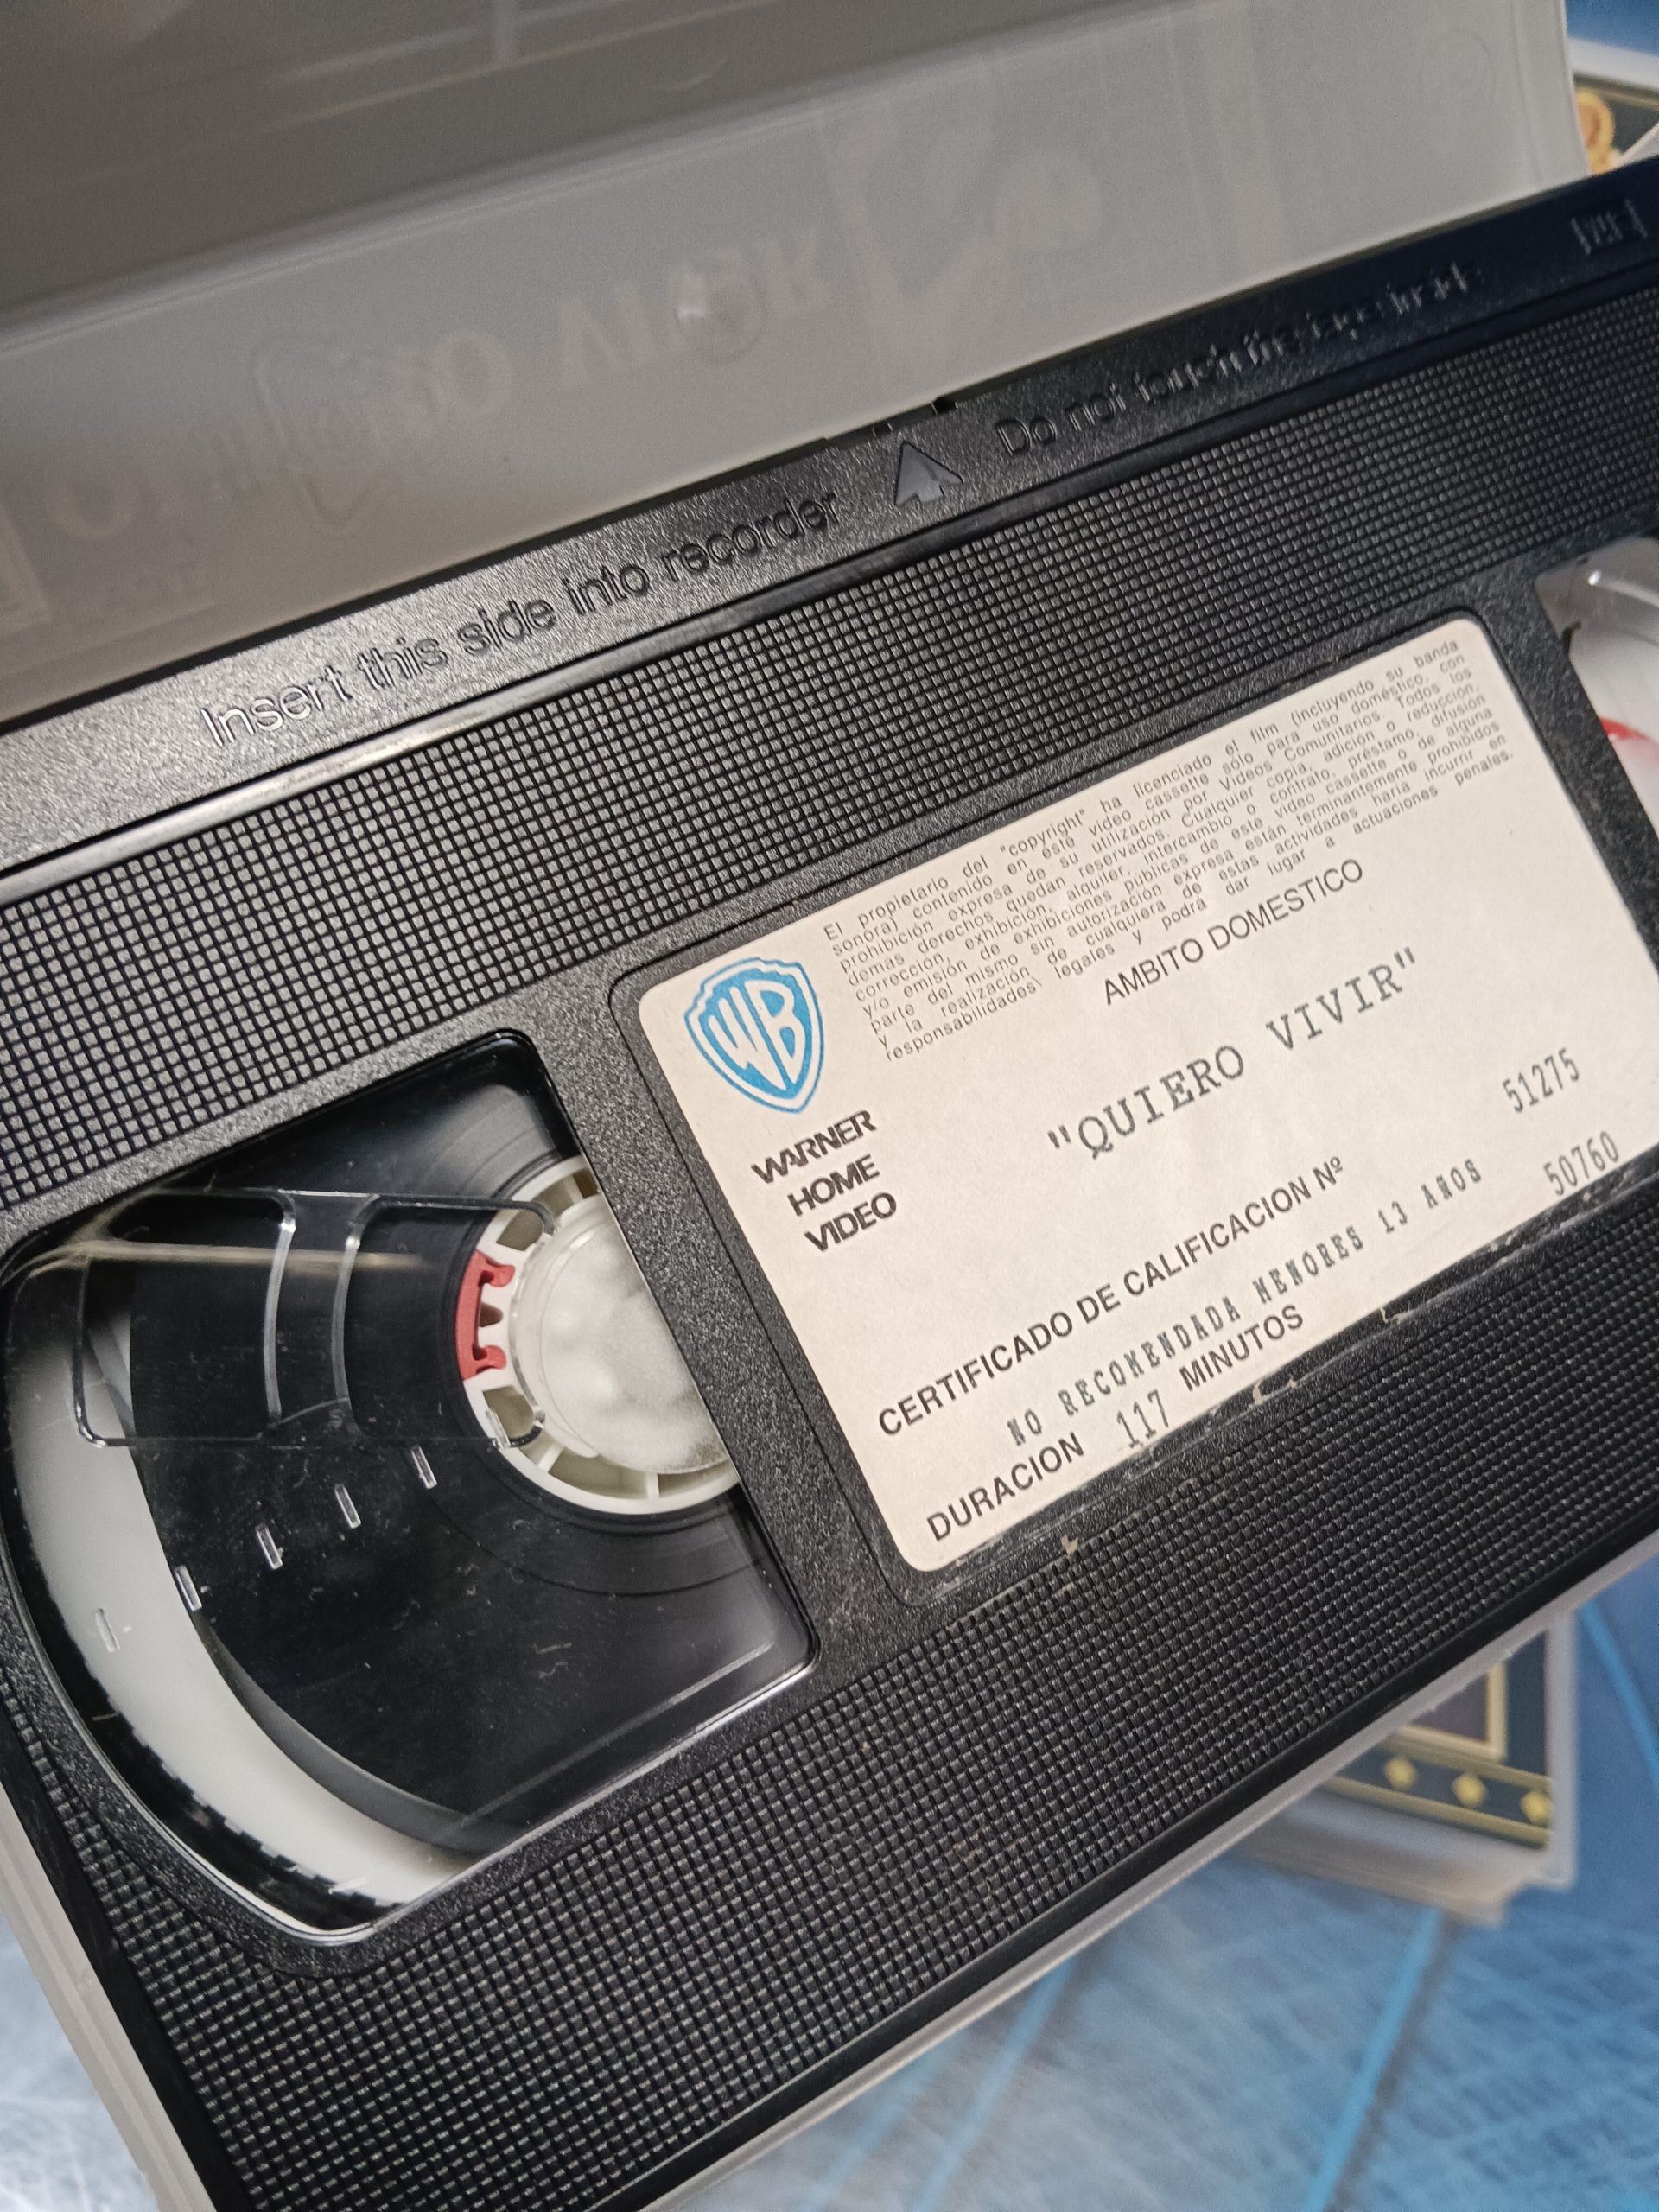 Insert this side into recorder
Do not touch the tape inside
El propietario del "copyright" ha licenciado el film (incluyendo su banda
sonora) contenido en éste video cassette sólo para uso doméstico, con
prohibición expresa de su utilización por Videos Comunitarios. Todos los
demás derechos quedan reservados. Cualquier copia, adición o reducción,
corrección, exhibición, alquiler, intercambio o contrato, préstamo, difusión
y/o emisión de exhibiciones públicas de este video cassette o de alguna
parte del mismo sin autorización expresa están terminantemente prohibidos
y la realización de cualquiera de estas actividades haría incurrir en
responsabilidades legales y podrá dar lugar a actuaciones penales.
WB
WARNER
HOME
VIDEO
AMBITO DOMESTICO
"QUIERO VIVIR"
51275
CERTIFICADO DE CALIFICACION Nº
50760
NO RECOMENDADA MENORES 13 AÑOS
DURACION 117 MINUTOS